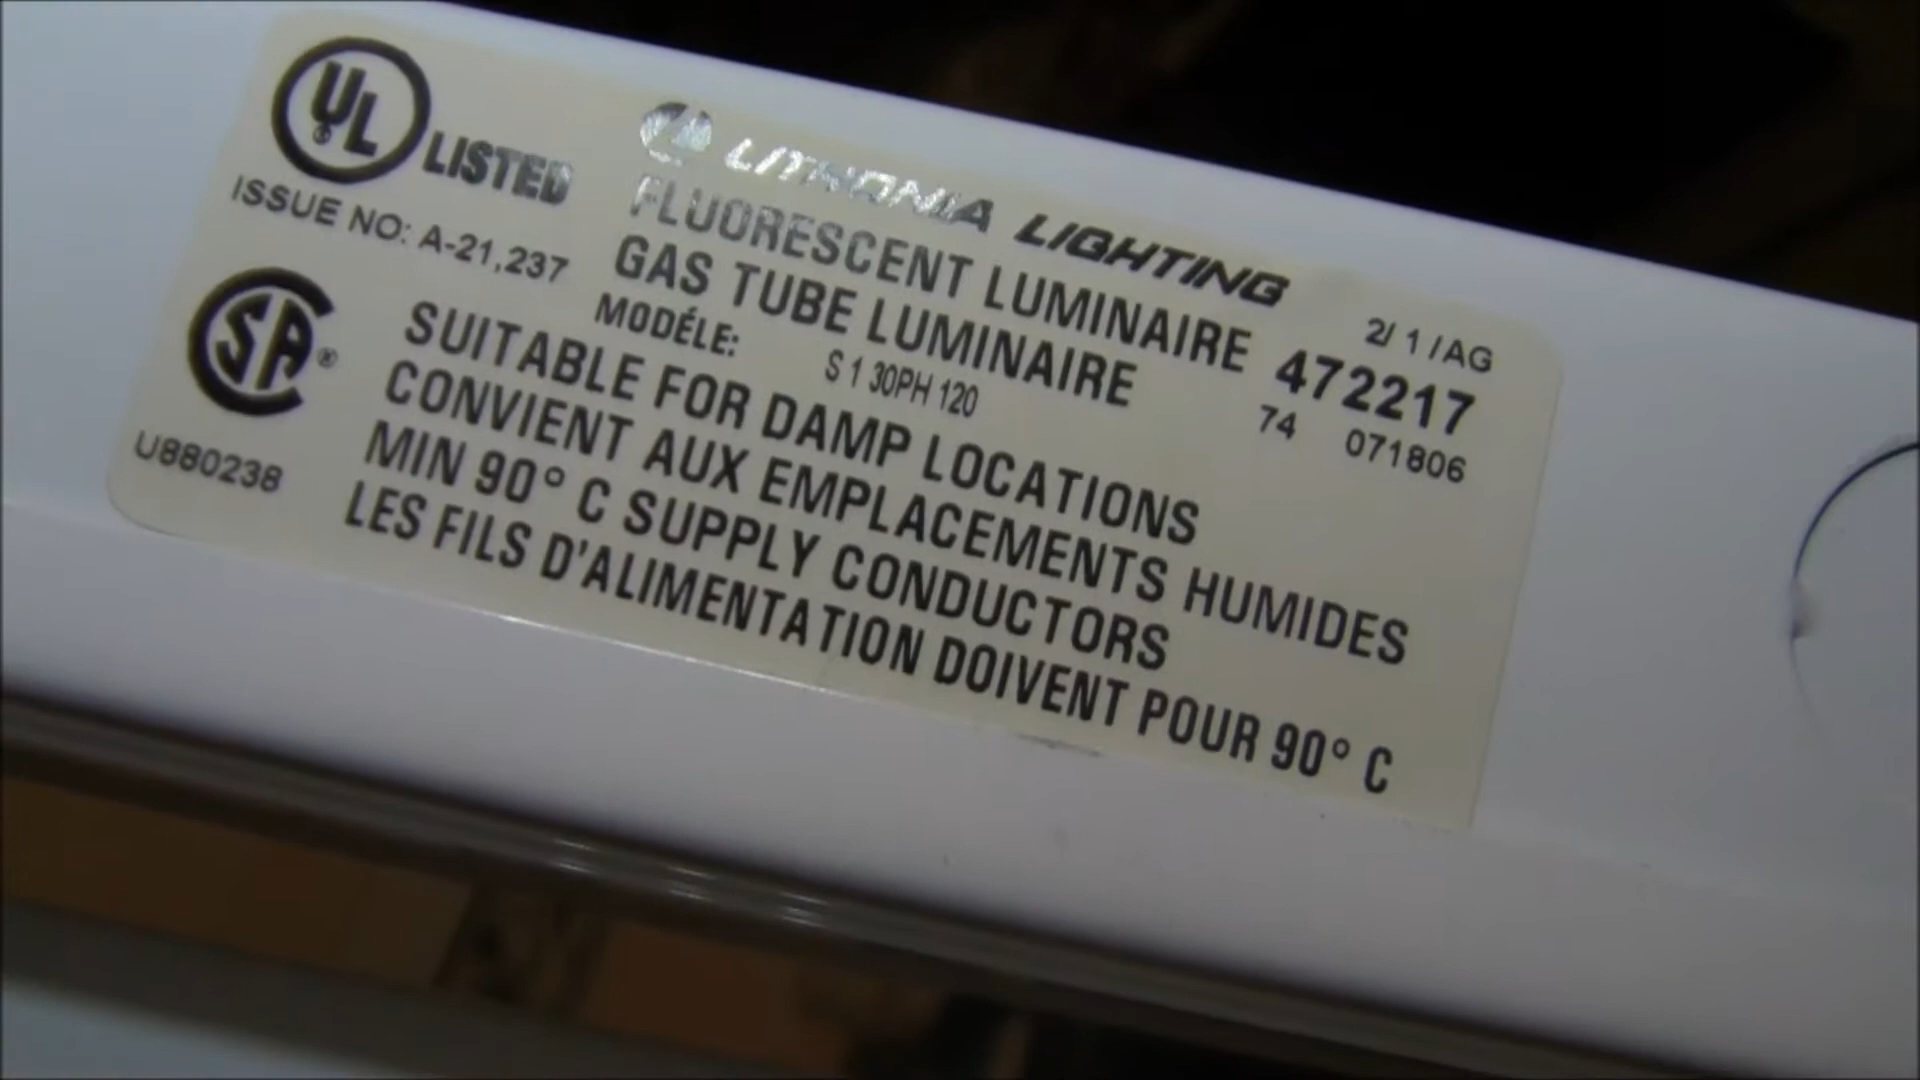 UL® LISTED
ISSUE NO: A-21,237
SA®
U880238
LITHONIA LIGHTING
FLUORESCENT LUMINAIRE
GAS TUBE LUMINAIRE
MODÉLE: S 1 30PH 120
2/ 1 /AG
472217
74 071806
SUITABLE FOR DAMP LOCATIONS
CONVIENT AUX EMPLACEMENTS HUMIDES
MIN 90° C SUPPLY CONDUCTORS
LES FILS D'ALIMENTATION DOIVENT POUR 90° C